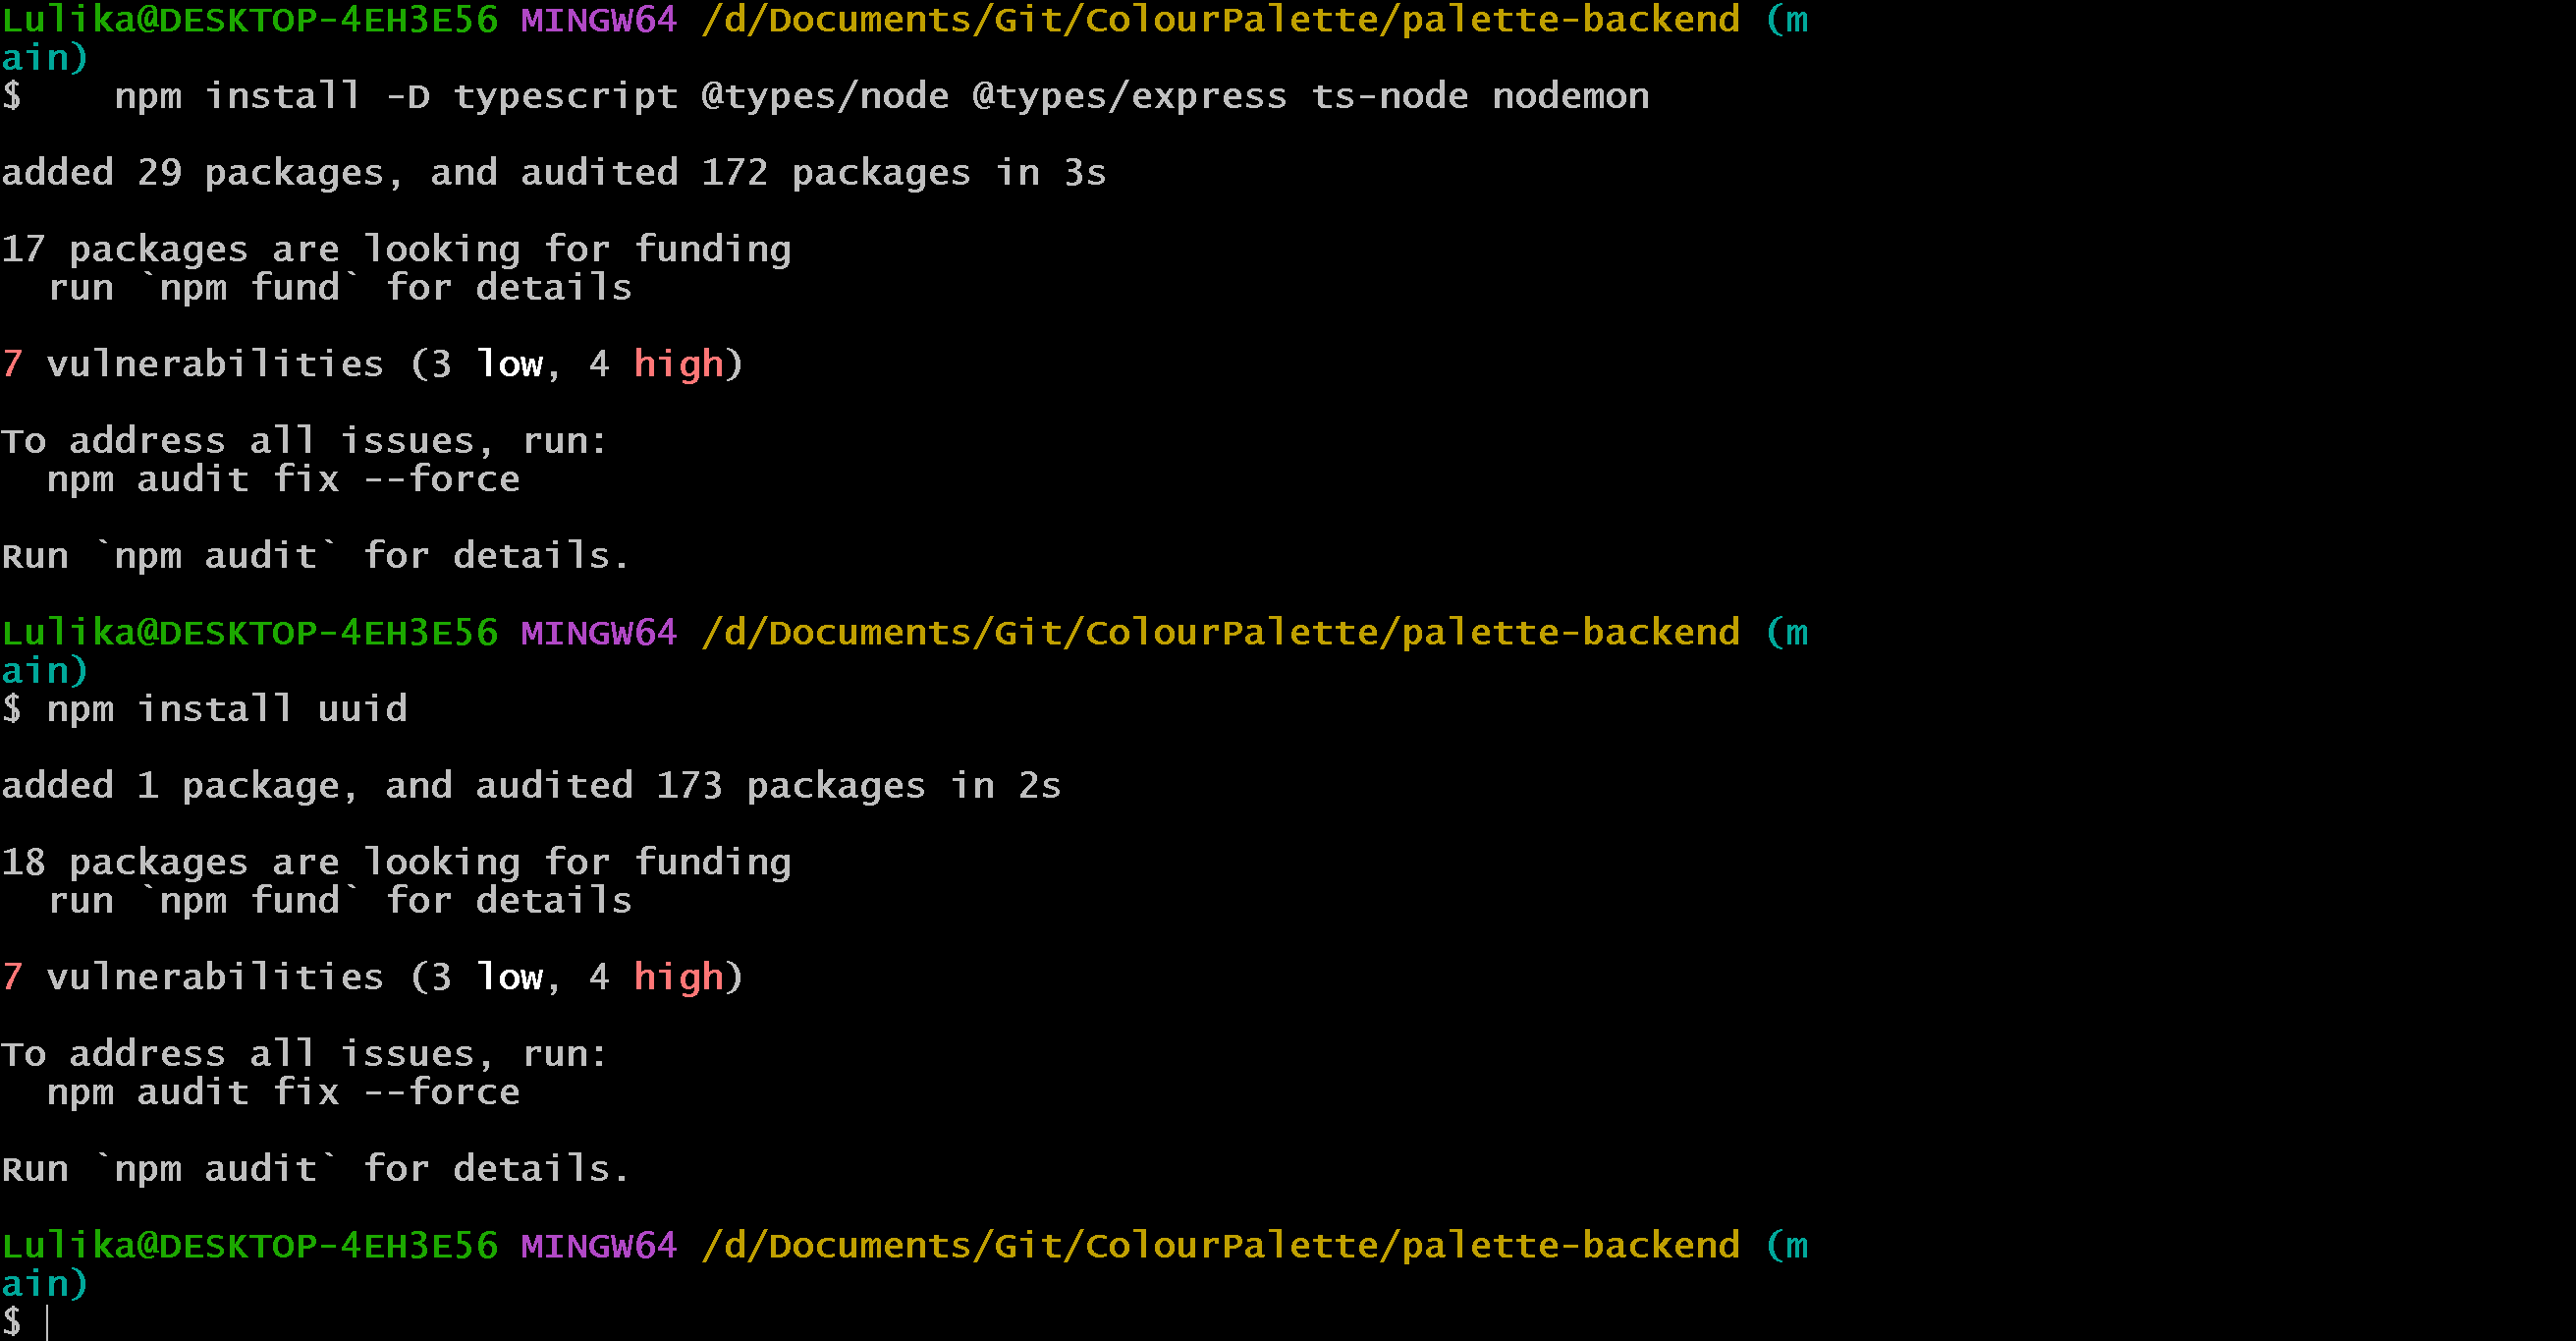 Lulika@DESKTOP-4EH3E56 MINGW64 /d/Documents/Git/ColourPalette/palette-backend (m
ain)
$    npm install -D typescript @types/node @types/express ts-node nodemon
added 29 packages, and audited 172 packages in 3s
17 packages are looking for funding
  run `npm fund` for details
7 vulnerabilities (3 low, 4 high)
To address all issues, run:
  npm audit fix --force
Run `npm audit` for details.
Lulika@DESKTOP-4EH3E56 MINGW64 /d/Documents/Git/ColourPalette/palette-backend (m
ain)
$ npm install uuid
added 1 package, and audited 173 packages in 2s
18 packages are looking for funding
  run `npm fund` for details
7 vulnerabilities (3 low, 4 high)
To address all issues, run:
  npm audit fix --force
Run `npm audit` for details.
Lulika@DESKTOP-4EH3E56 MINGW64 /d/Documents/Git/ColourPalette/palette-backend (m
ain)
$